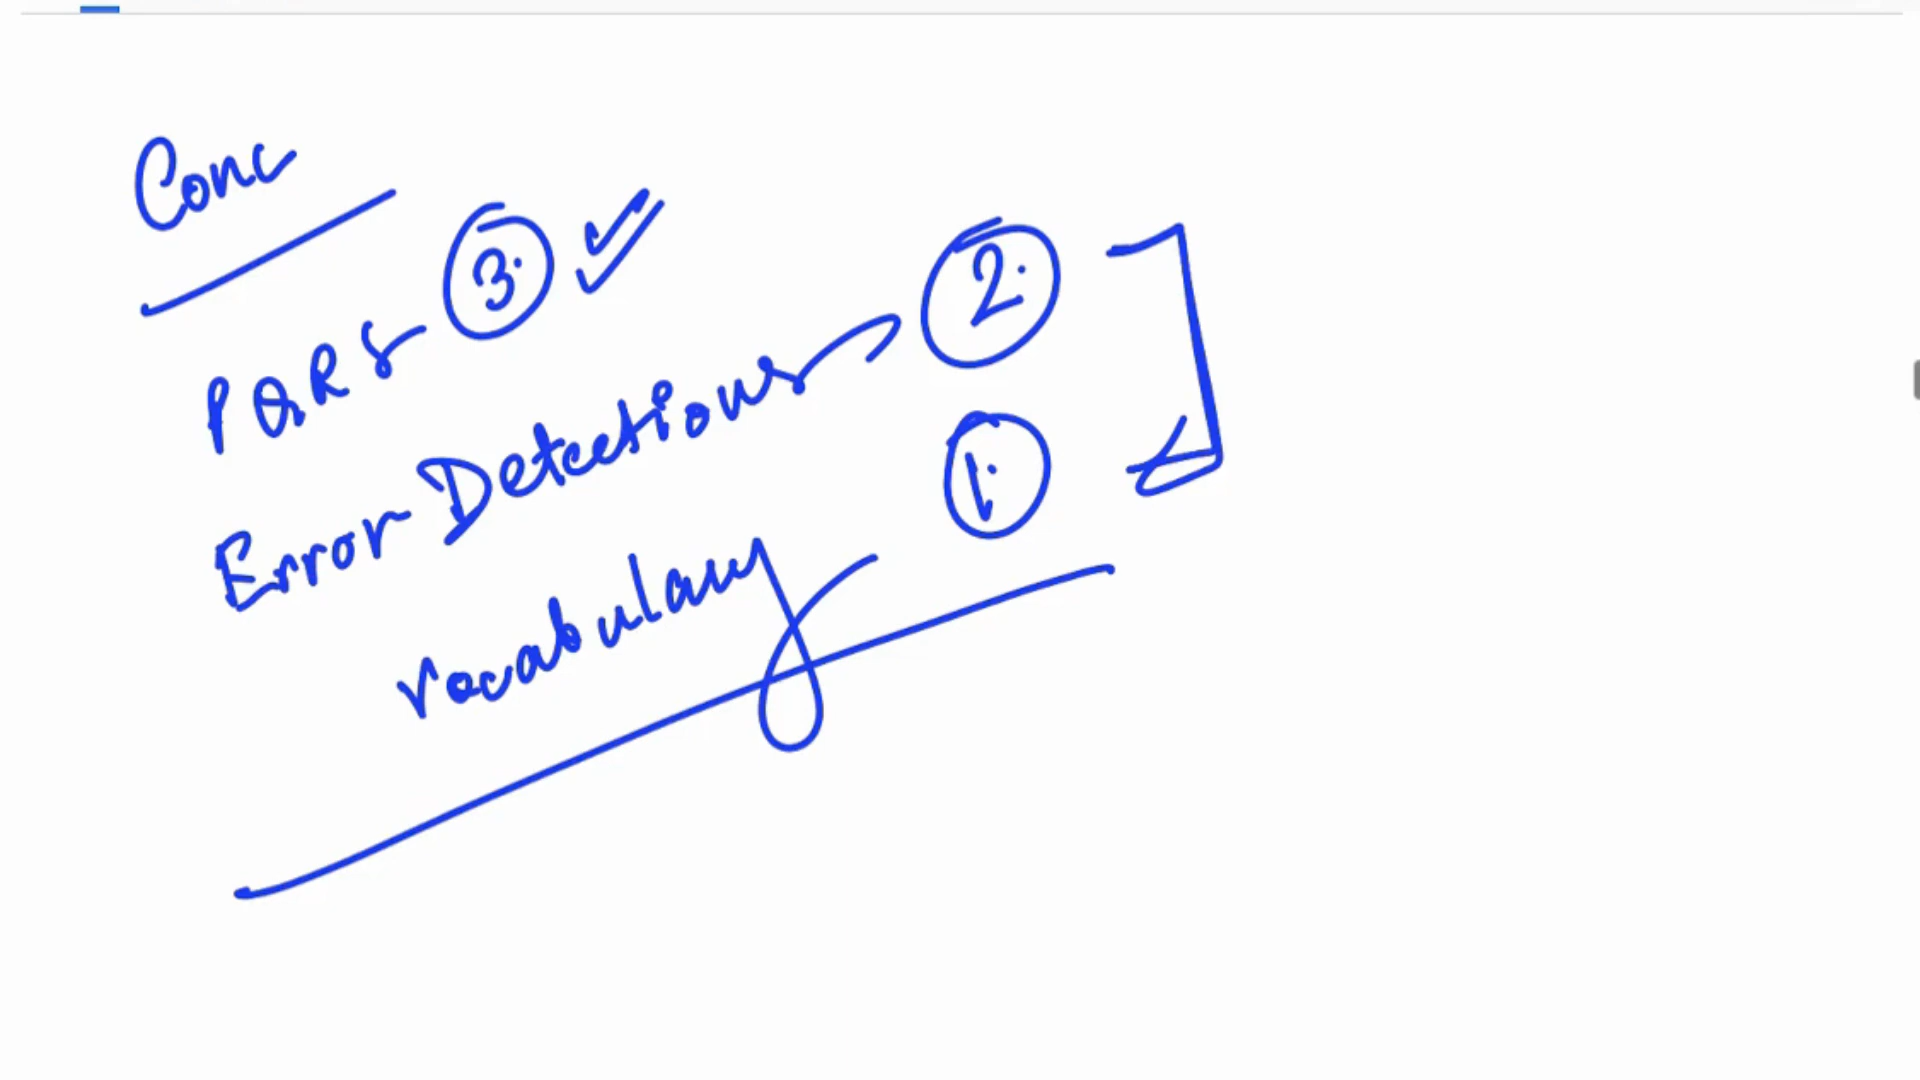 Conc
PQRS 3.
Error Detections 2.
vocabulary 1.